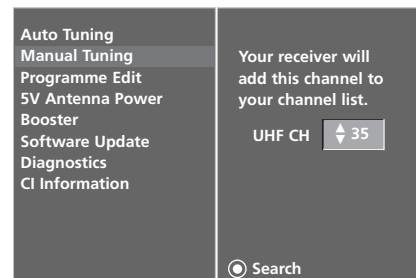 Auto Tuning
Manual Tuning
Programme Edit
5V Antenna Power
Booster
Software Update
Diagnostics
CI Information
Your receiver will
add this channel to
your channel list.
UHF CH 35
Search